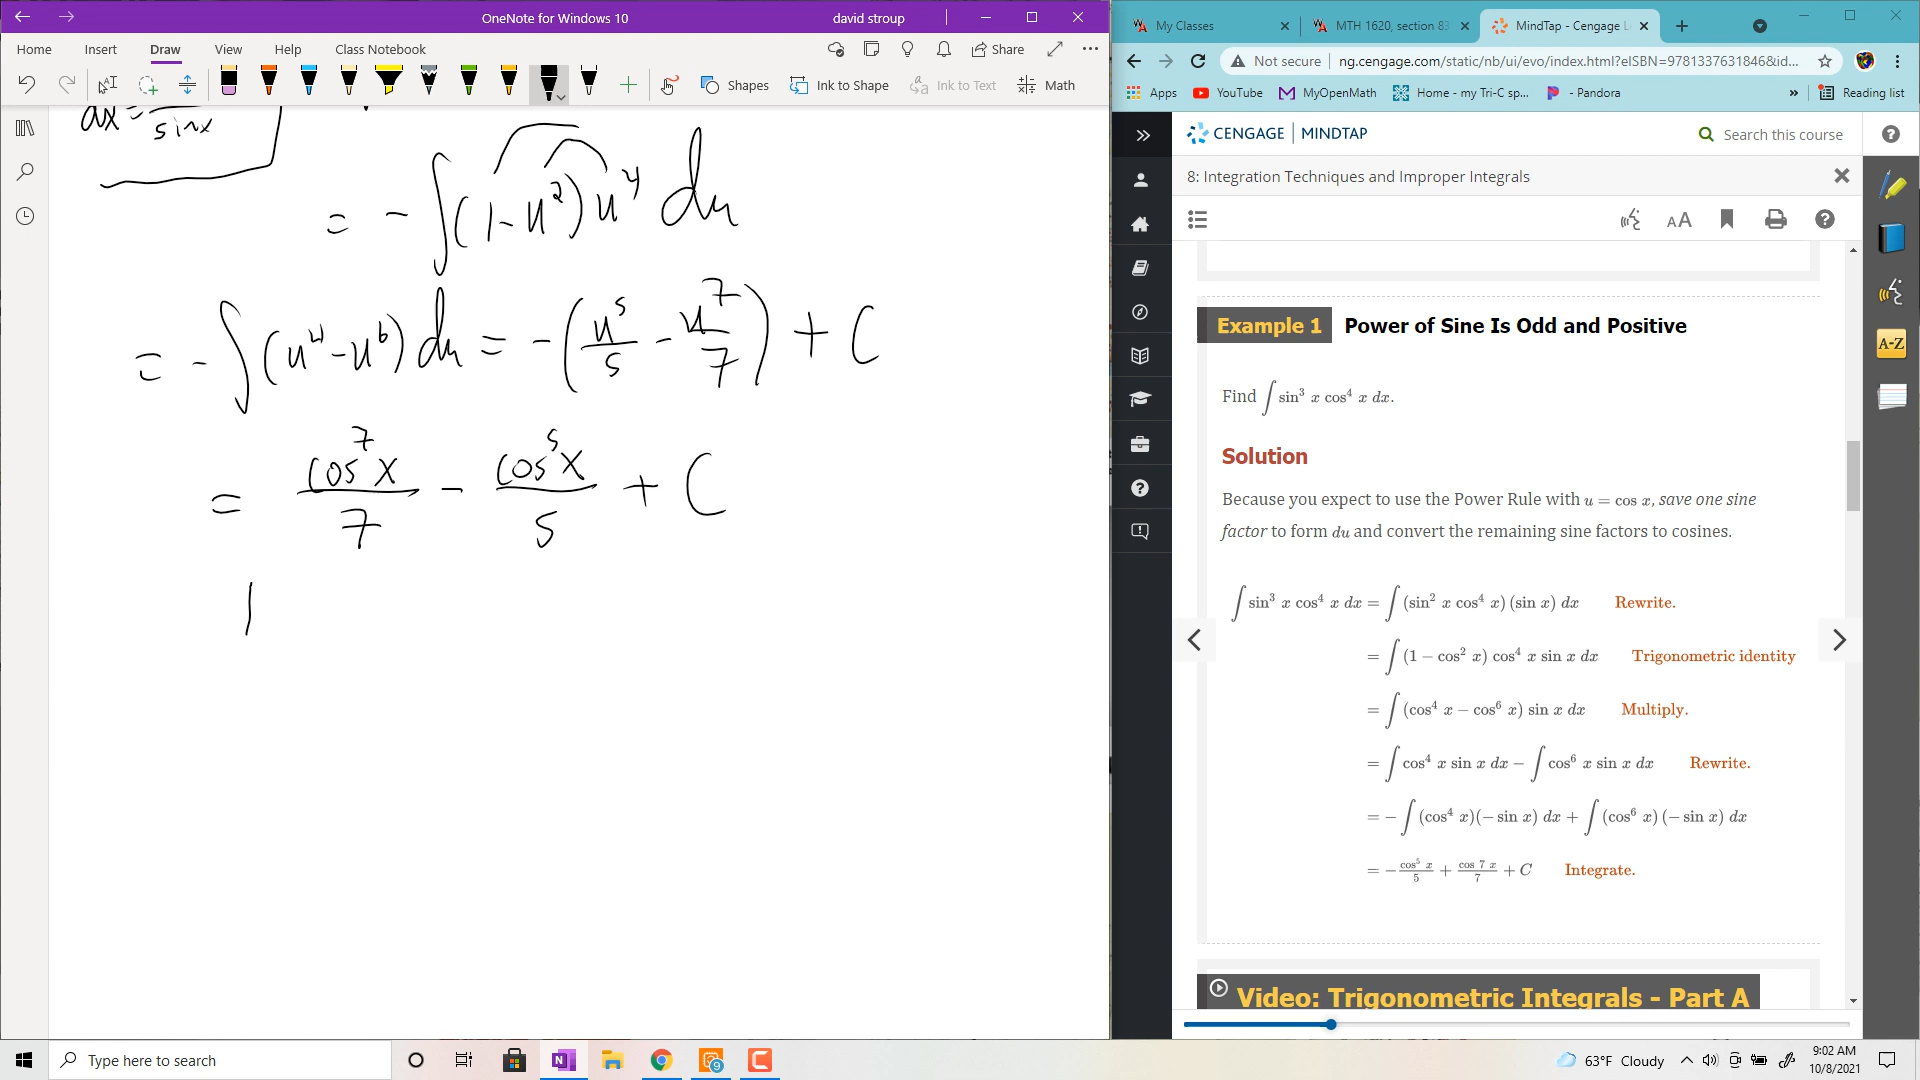 OneNote for Windows 10
david stroup
Home Insert Draw View Help Class Notebook
Share
Shapes Ink to Shape Ink to Text Math
dx = / sinx
= - ∫(1-u²)u⁴ du
= - ∫(u⁴-u⁶) du = -(u⁵/5 - u⁷/7) + C
= cos⁷x/7 - cos⁵x/5 + C
My Classes
MTH 1620, section 83
MindTap - Cengage L
Not secure ng.cengage.com/static/nb/ui/evo/index.html?eISBN=9781337631846&id...
Apps YouTube MyOpenMath Home - my Tri-C sp... - Pandora » Reading list
CENGAGE | MINDTAP
Search this course
8: Integration Techniques and Improper Integrals
AA
A-Z
Example 1 Power of Sine Is Odd and Positive
Find ∫ sin³ x cos⁴ x dx.
Solution
Because you expect to use the Power Rule with u = cos x, save one sine
factor to form du and convert the remaining sine factors to cosines.
∫ sin³ x cos⁴ x dx = ∫ (sin² x cos⁴ x) (sin x) dx Rewrite.
= ∫ (1 − cos² x) cos⁴ x sin x dx Trigonometric identity
= ∫ (cos⁴ x − cos⁶ x) sin x dx Multiply.
= ∫ cos⁴ x sin x dx − ∫ cos⁶ x sin x dx Rewrite.
= − ∫ (cos⁴ x)(− sin x) dx + ∫ (cos⁶ x) (− sin x) dx
= − cos⁵ x/5 + cos 7 x/7 + C Integrate.
Video: Trigonometric Integrals - Part A
Type here to search
9
63°F Cloudy
9:02 AM
10/8/2021